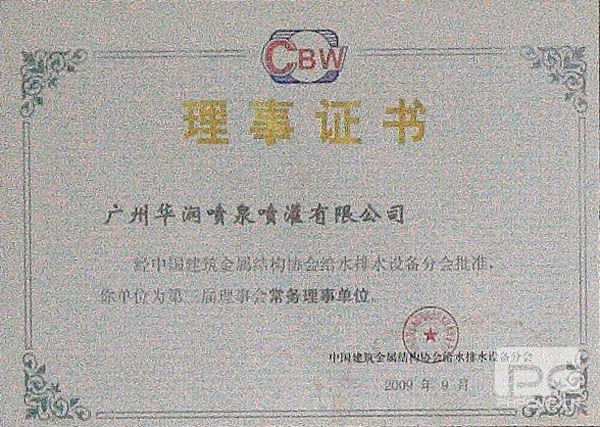 CBW
理事证书
广州华润喷泉喷灌有限公司
经中国建筑金属结构协会给水排水设备分会批准,
你单位为第二届理事会常务理事单位。
中国建筑金属结构协会给水排水设备分会
2009 年 9 月